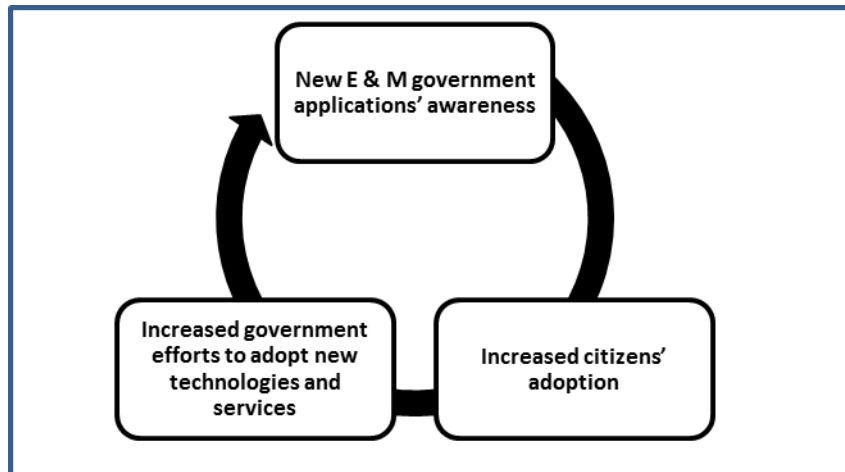 New E & M government
applications’ awareness
Increased government
efforts to adopt new
technologies and
services
Increased citizens’
adoption